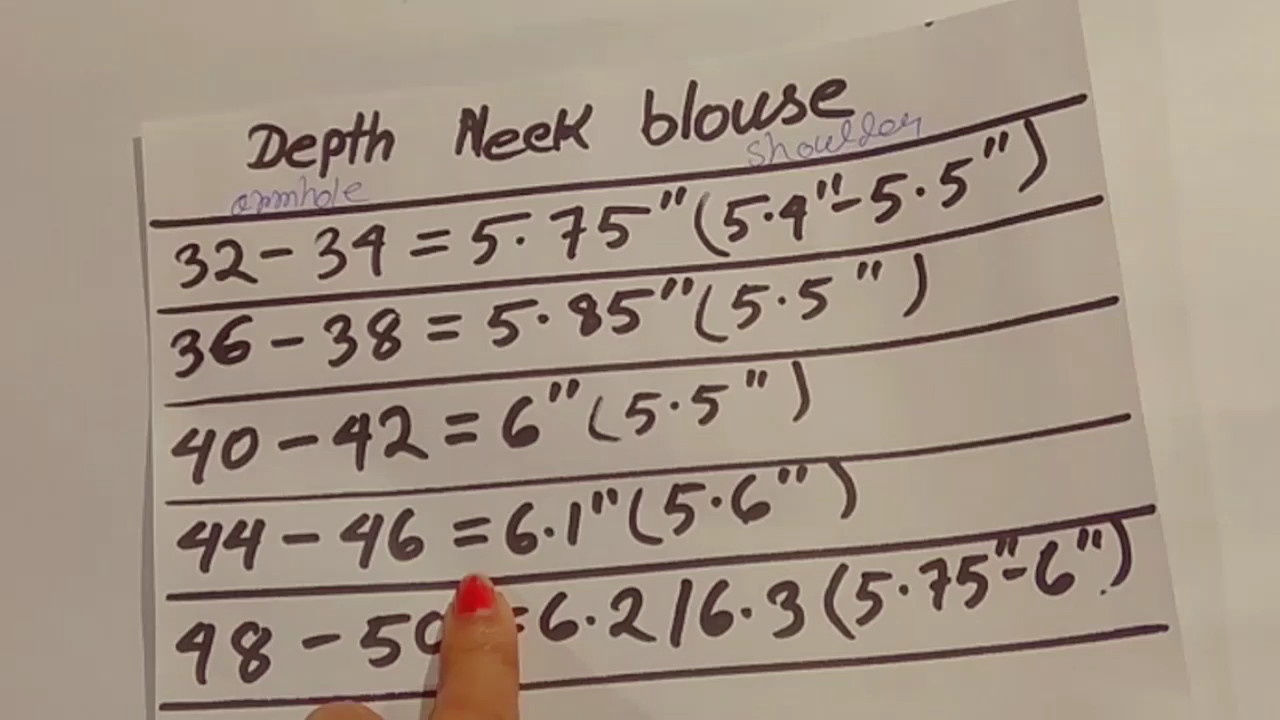 Depth Neek blouse
armhole shoulder
32 - 34 = 5.75" (5.4" - 5.5")
36 - 38 = 5.85" (5.5")
40 - 42 = 6" (5.5")
44 - 46 = 6.1" (5.6")
48 - 50 = 6.2 / 6.3 (5.75" - 6")